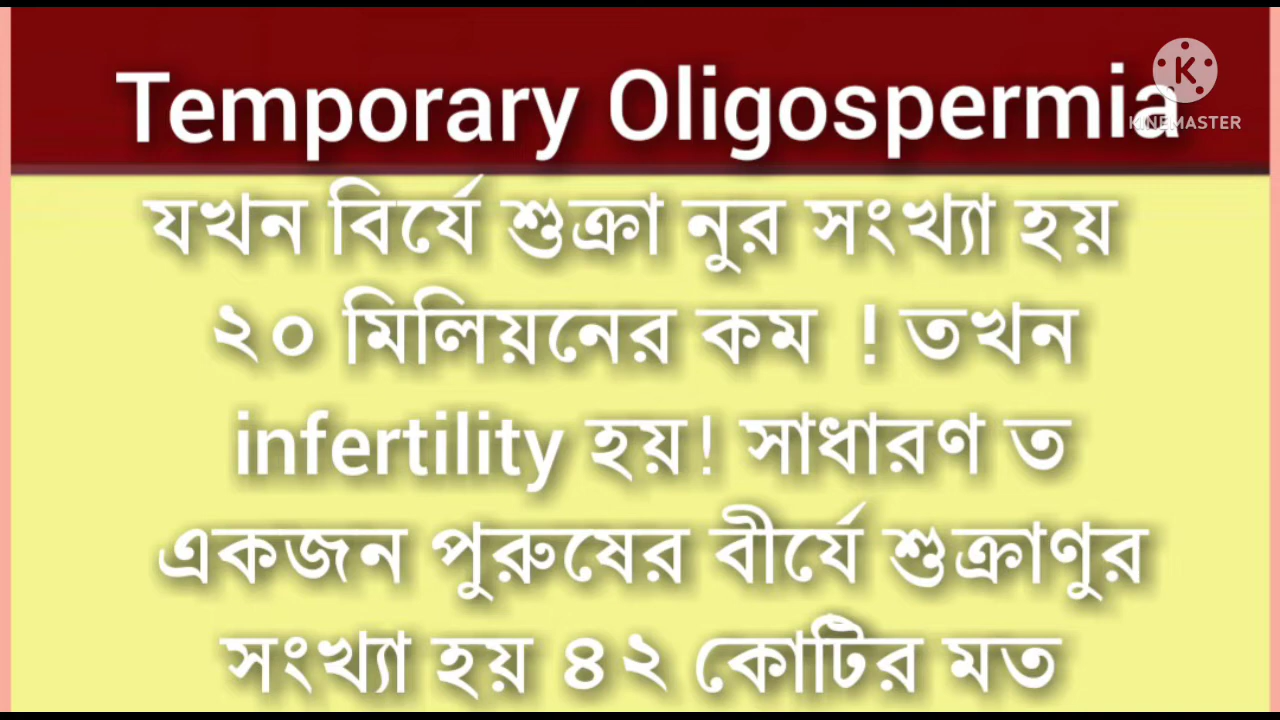 Temporary Oligospermia
KINEMASTER
যখন বির্যে শুক্রা নুর সংখ্যা হয়
২০ মিলিয়নের কম ! তখন
infertility হয়! সাধারণ ত
একজন পুরুষের বীর্যে শুক্রাণুর
সংখ্যা হয় ৪২ কোটির মত